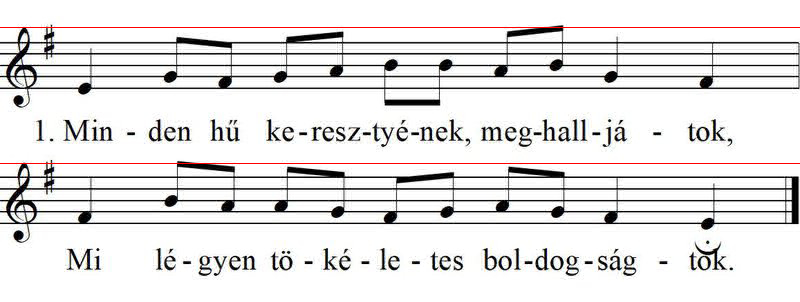 1. Min - den hű ke-resz-tyé-nek, meg-hall-já - tok,
Mi lé-gyen tö-ké-le-tes bol-dog-ság - tok.